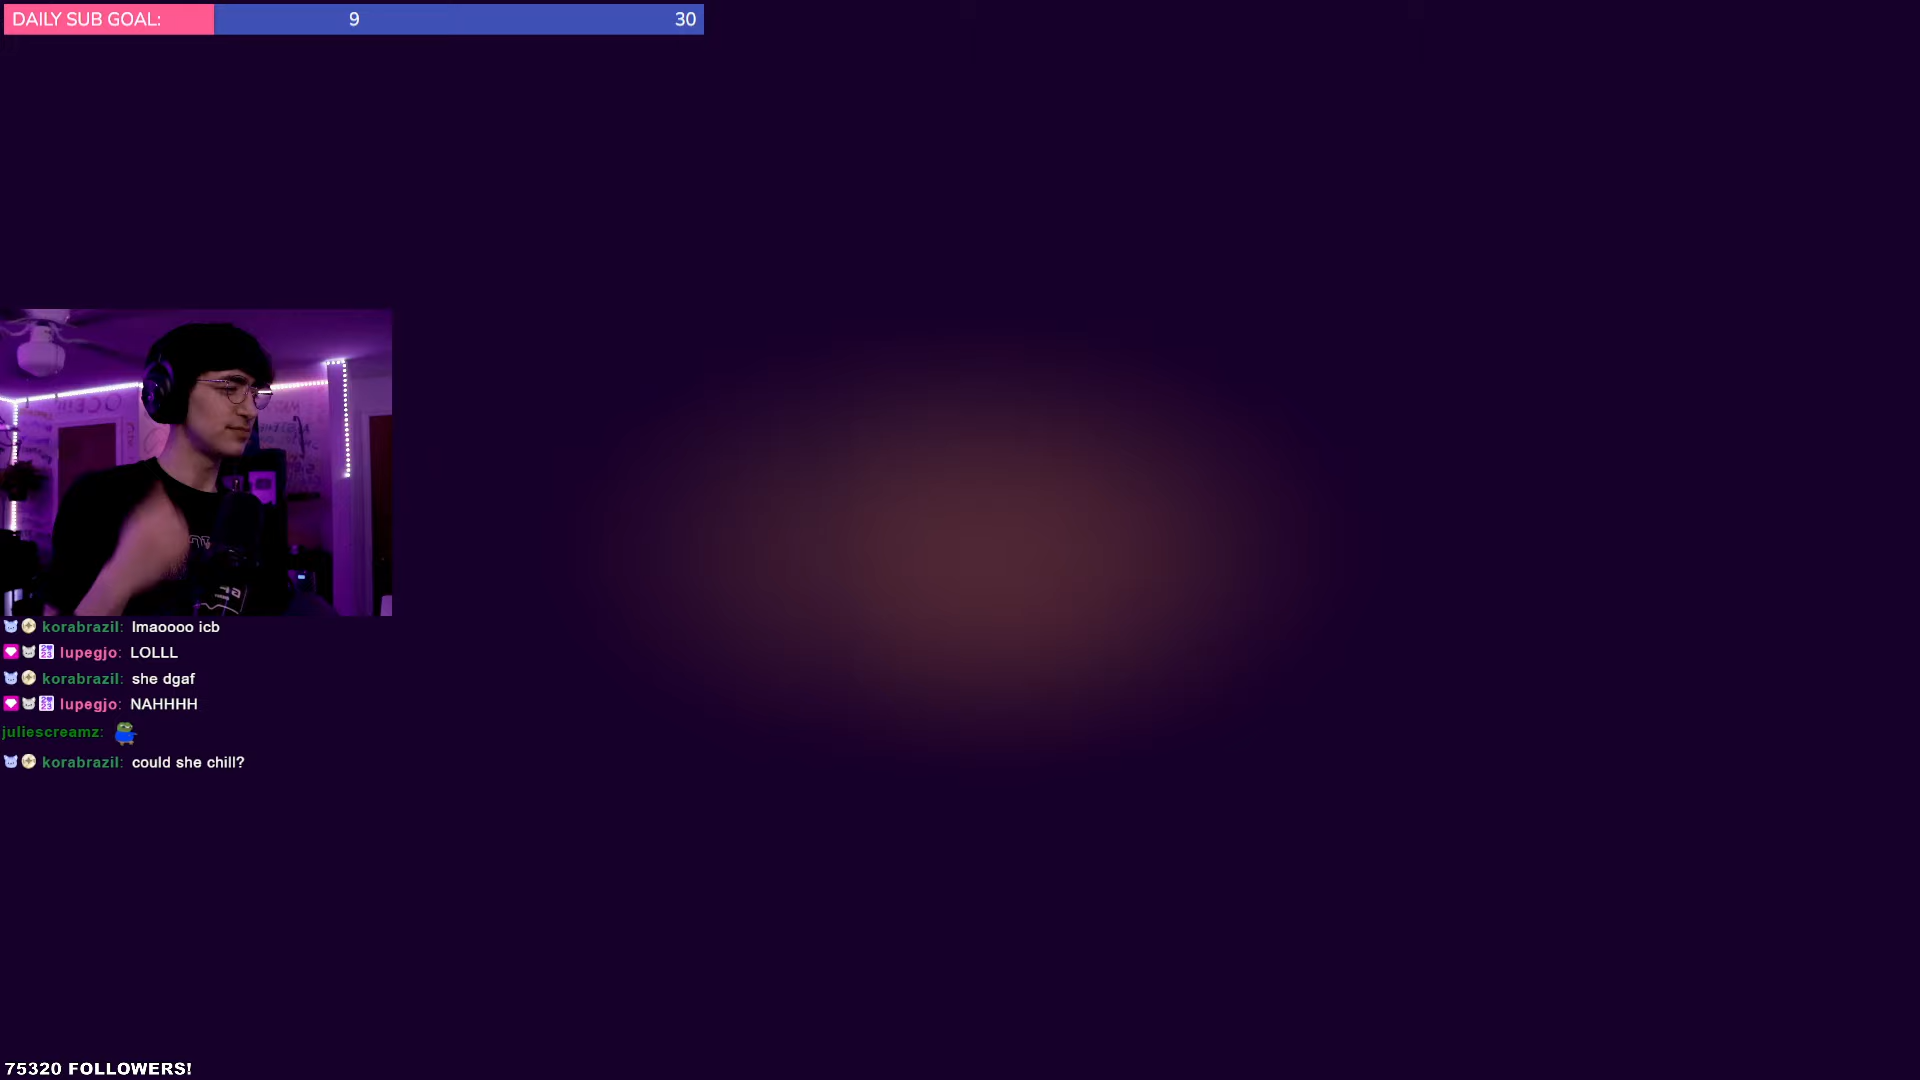 DAILY SUB GOAL: 9 30
korabrazil: lmaoooo icb
lupegjo: LOLLL
korabrazil: she dgaf
lupegjo: NAHHHH
juliescreamz:
korabrazil: could she chill?
75320 FOLLOWERS!